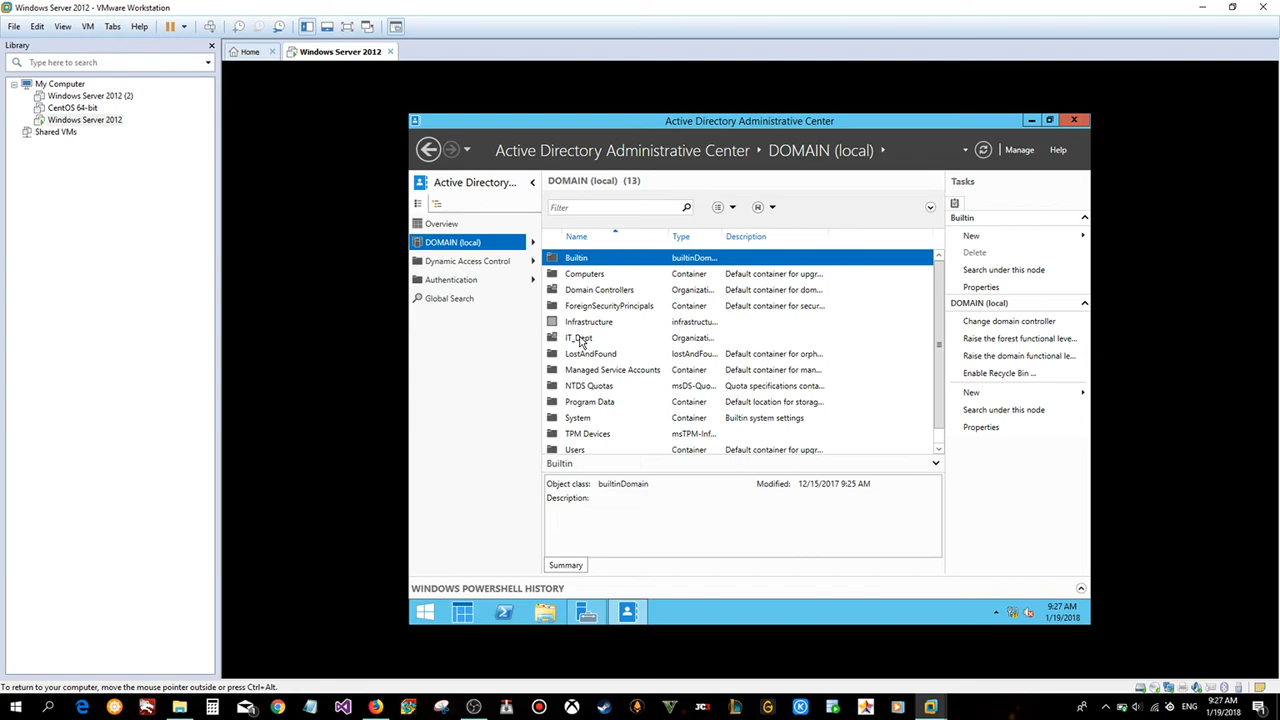 Windows Server 2012 - VMware Workstation
File Edit View VM Tabs Help
Library
Type here to search
My Computer
Windows Server 2012 (2)
CentOS 64-bit
Windows Server 2012
Shared VMs
Home
Windows Server 2012
Active Directory Administrative Center
Active Directory Administrative Center DOMAIN (local)
Manage Help
Active Directory...
Overview
DOMAIN (local)
Dynamic Access Control
Authentication
Global Search
DOMAIN (local) (13)
Filter
Name Type Description
Builtin builtinDom...
Computers Container Default container for upgr...
Domain Controllers Organizati... Default container for dom...
ForeignSecurityPrincipals Container Default container for secur...
Infrastructure infrastructu...
IT_Dept Organizati...
LostAndFound lostAndFou... Default container for orph...
Managed Service Accounts Container Default container for man...
NTDS Quotas msDS-Quo... Quota specifications conta...
Program Data Container Default location for storag...
System Container Builtin system settings
TPM Devices msTPM-Inf...
Users Container Default container for upgr...
Builtin
Object class: builtinDomain Modified: 12/15/2017 9:25 AM
Description:
Summary
Tasks
Builtin
New
Delete
Search under this node
Properties
DOMAIN (local)
Change domain controller
Raise the forest functional leve...
Raise the domain functional le...
Enable Recycle Bin ...
New
Search under this node
Properties
WINDOWS POWERSHELL HISTORY
9:27 AM
1/19/2018
To return to your computer, move the mouse pointer outside or press Ctrl+Alt.
9:27 AM
1/19/2018